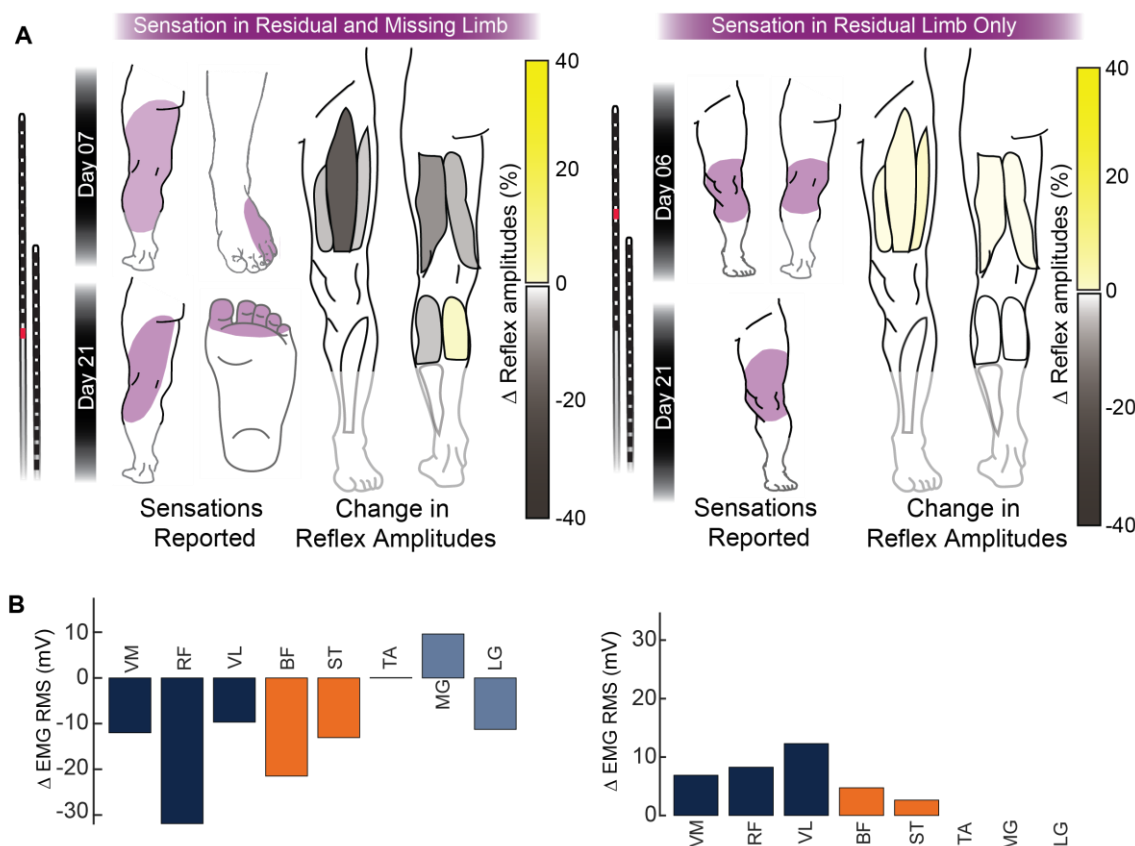 A
Sensation in Residual and Missing Limb
Day 07
Day 21
Sensations
Reported
Change in
Reflex Amplitudes
40
20
0
-20
-40
Δ Reflex amplitudes (%)
Sensation in Residual Limb Only
Day 06
Day 21
Sensations
Reported
Change in
Reflex Amplitudes
40
20
0
-20
-40
Δ Reflex amplitudes (%)
B
Δ EMG RMS (mV)
10
0
-10
-20
-30
VM
RF
VL
BF
ST
TA
MG
LG
Δ EMG RMS (mV)
30
20
10
0
VM
RF
VL
BF
ST
TA
MG
LG